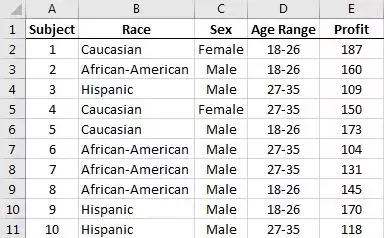 A B C D E
1 Subject Race Sex Age Range Profit
2 1 Caucasian Female 18-26 187
3 2 African-American Male 18-26 160
4 3 Hispanic Male 27-35 109
5 4 Caucasian Female 27-35 150
6 5 Caucasian Male 18-26 173
7 6 African-American Male 27-35 104
8 7 African-American Male 27-35 131
9 8 African-American Male 18-26 145
10 9 Hispanic Male 18-26 170
11 10 Hispanic Male 27-35 118